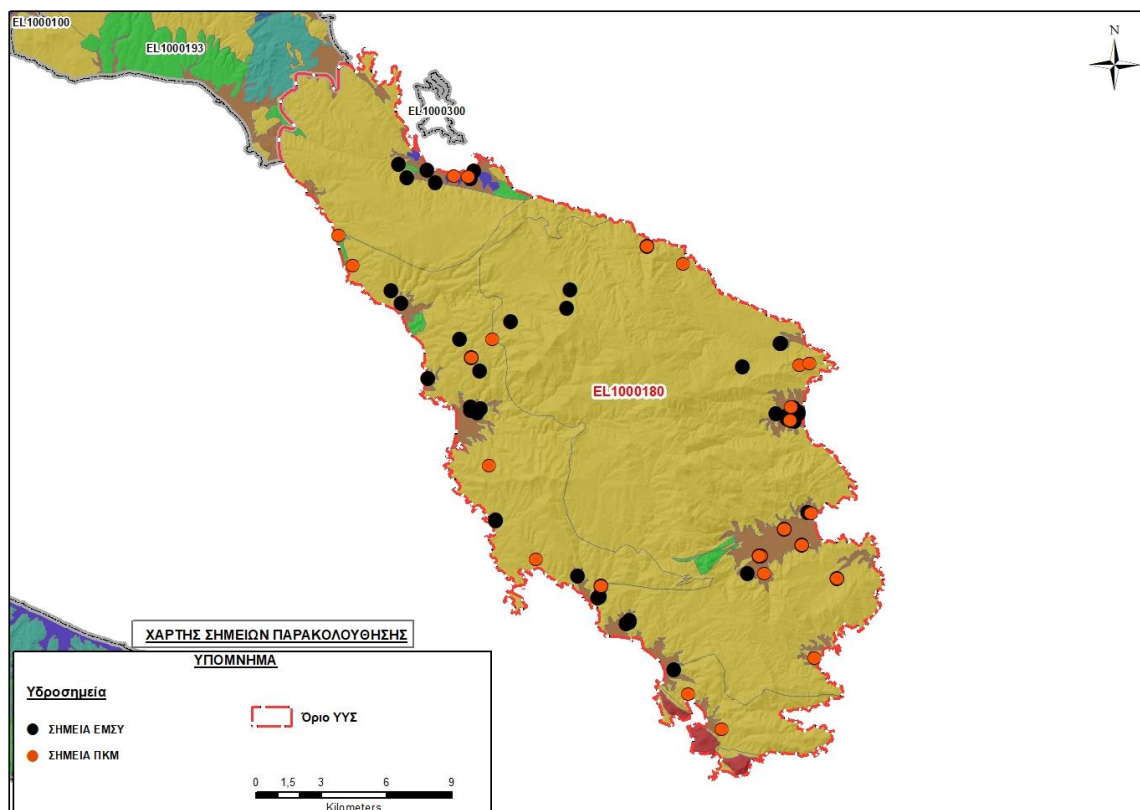 EL1000100
EL1000193
N
EL1000300
EL1000180
ΧΑΡΤΗΣ ΣΗΜΕΙΩΝ ΠΑΡΑΚΟΛΟΥΘΗΣΗΣ
ΥΠΟΜΝΗΜΑ
Υδροσημεία
Όριο ΥΥΣ
ΣΗΜΕΙΑ ΕΜΣΥ
ΣΗΜΕΙΑ ΠΚΜ
0 1,5 3 6 9
Kilometers